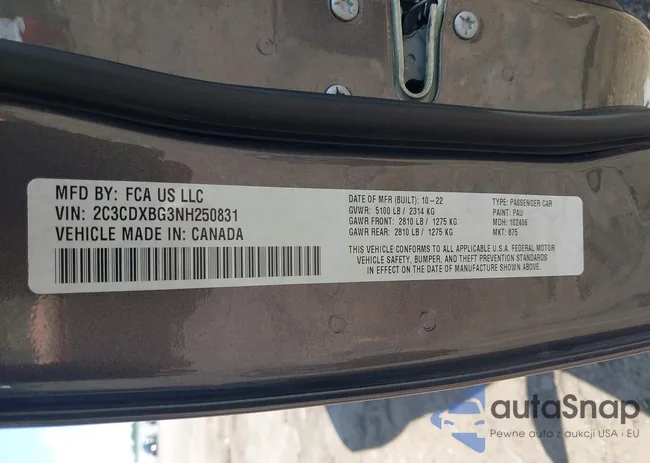 MFD BY: FCA US LLC
VIN: 2C3CDXBG3NH250831
VEHICLE MADE IN: CANADA
DATE OF MFR (BUILT): 10-22
GVWR: 5100 LB / 2314 KG
GAWR FRONT: 2810 LB / 1275 KG
GAWR REAR: 2810 LB / 1275 KG
TYPE: PASSENGER CAR
PAINT: PAU
MDH: 102406
MKT: 875
THIS VEHICLE CONFORMS TO ALL APPLICABLE U.S.A. FEDERAL MOTOR
VEHICLE SAFETY, BUMPER, AND THEFT PREVENTION STANDARDS
IN EFFECT ON THE DATE OF MANUFACTURE SHOWN ABOVE.
autaSnap
Pewne auta z aukcji USA i EU